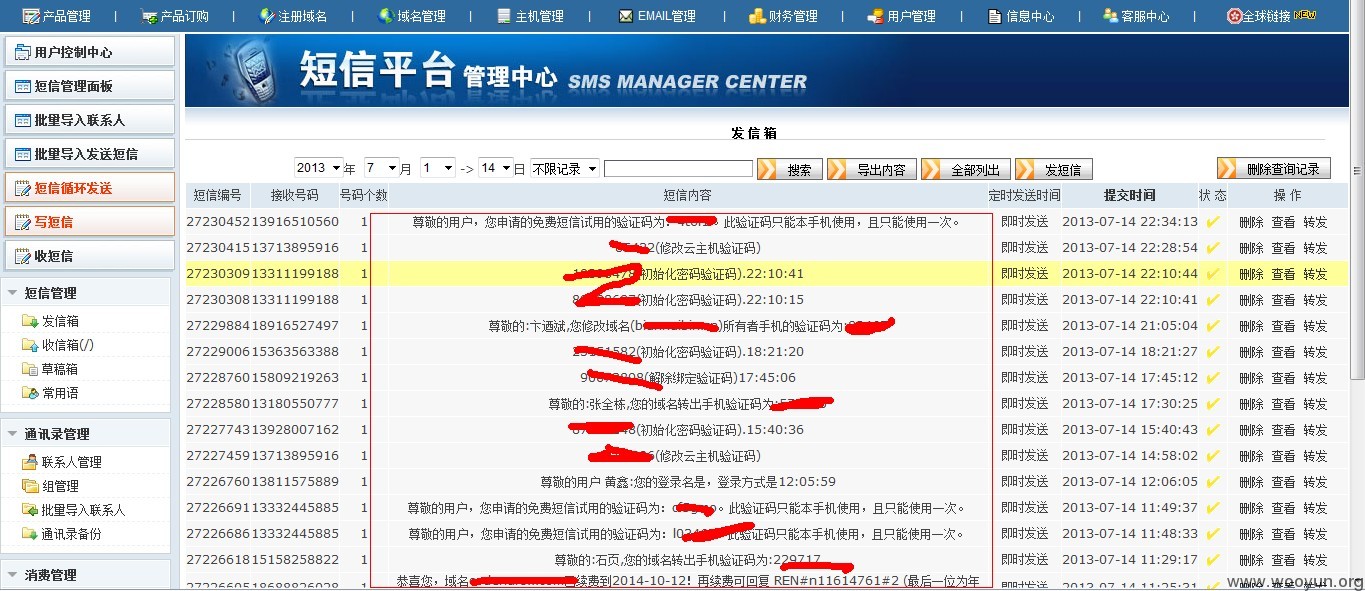 产品管理 | 产品订购 | 注册域名 | 域名管理 | 主机管理 | EMAIL管理 | 财务管理 | 用户管理 | 信息中心 | 客服中心 | 全球链接 NEW
用户控制中心
短信管理面板
批量导入联系人
批量导入发送短信
短信循环发送
写短信
收短信
短信管理
发信箱
收信箱(/)
草稿箱
常用语
通讯录管理
联系人管理
组管理
批量导入联系人
通讯录备份
消费管理
短信平台 管理中心 SMS MANAGER CENTER
发信箱
2013 年 7 月 1 -> 14 日 不限记录 搜索 导出内容 全部列出 发短信 删除查询记录
短信编号 接收号码 号码个数 短信内容 定时发送时间 提交时间 状态 操作
27230452 13916510560 1 尊敬的用户，您申请的免费短信试用的验证码为： 此验证码只能本手机使用，且只能使用一次。 即时发送 2013-07-14 22:34:13 删除 查看 转发
27230415 13713895916 1 (修改云主机验证码) 即时发送 2013-07-14 22:28:54 删除 查看 转发
27230309 13311199188 1 (初始化密码验证码).22:10:41 即时发送 2013-07-14 22:10:44 删除 查看 转发
27230308 13311199188 1 (初始化密码验证码).22:10:15 即时发送 2013-07-14 22:10:41 删除 查看 转发
27229884 18916527497 1 尊敬的:卞酒斌,您修改域名( )所有者手机的验证码为: 即时发送 2013-07-14 21:05:04 删除 查看 转发
27229006 15363563388 1 (初始化密码验证码).18:21:20 即时发送 2013-07-14 18:21:27 删除 查看 转发
27228760 15809219263 1 (解除绑定验证码)17:45:06 即时发送 2013-07-14 17:45:12 删除 查看 转发
27228580 13180550777 1 尊敬的:张全栋,您的域名转出手机验证码为: 即时发送 2013-07-14 17:30:25 删除 查看 转发
27227743 13928007162 1 (初始化密码验证码).15:40:36 即时发送 2013-07-14 15:40:43 删除 查看 转发
27227459 13713895916 1 (修改云主机验证码) 即时发送 2013-07-14 14:58:02 删除 查看 转发
27226760 13811575889 1 尊敬的用户 黄鑫:您的登录名是，登录方式是12:05:59 即时发送 2013-07-14 12:06:05 删除 查看 转发
27226691 13332445885 1 尊敬的用户，您申请的免费短信试用的验证码为： 。此验证码只能本手机使用，且只能使用一次。 即时发送 2013-07-14 11:49:37 删除 查看 转发
27226686 13332445885 1 尊敬的用户，您申请的免费短信试用的验证码为： 此验证码只能本手机使用，且只能使用一次。 即时发送 2013-07-14 11:48:33 删除 查看 转发
27226618 15158258822 1 尊敬的:石页,您的域名转出手机验证码为:229717 即时发送 2013-07-14 11:29:17 删除 查看 转发
27226605 18688826028 1 恭喜您，域名 续费到2014-10-12！再续费可回复 REN#n11614761#2 (最后一位为年 即时发送 2013-07-14 11:25:31 删除 查看 转发
www.wooyun.org